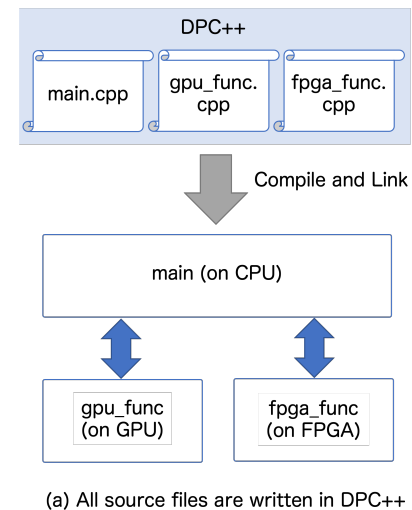 DPC++
main.cpp
gpu_func.
cpp
fpga_func.
cpp
Compile and Link
main (on CPU)
gpu_func
(on GPU)
fpga_func
(on FPGA)
(a) All source files are written in DPC++